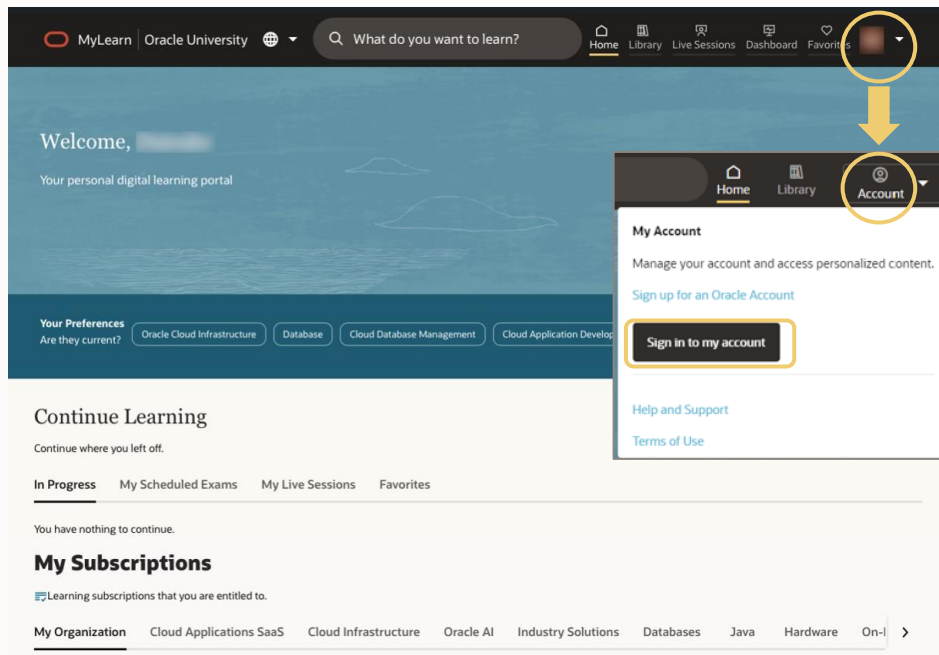 MyLearn | Oracle University
What do you want to learn?
Home
Library
Live Sessions
Dashboard
Favorites
Welcome,
Your personal digital learning portal
Home
Library
Account
My Account
Manage your account and access personalized content.
Sign up for an Oracle Account
Sign in to my account
Help and Support
Terms of Use
Your Preferences
Are they current?
Oracle Cloud Infrastructure
Database
Cloud Database Management
Cloud Application Develop
Continue Learning
Continue where you left off.
In Progress
My Scheduled Exams
My Live Sessions
Favorites
You have nothing to continue.
My Subscriptions
Learning subscriptions that you are entitled to.
My Organization
Cloud Applications SaaS
Cloud Infrastructure
Oracle AI
Industry Solutions
Databases
Java
Hardware
On-